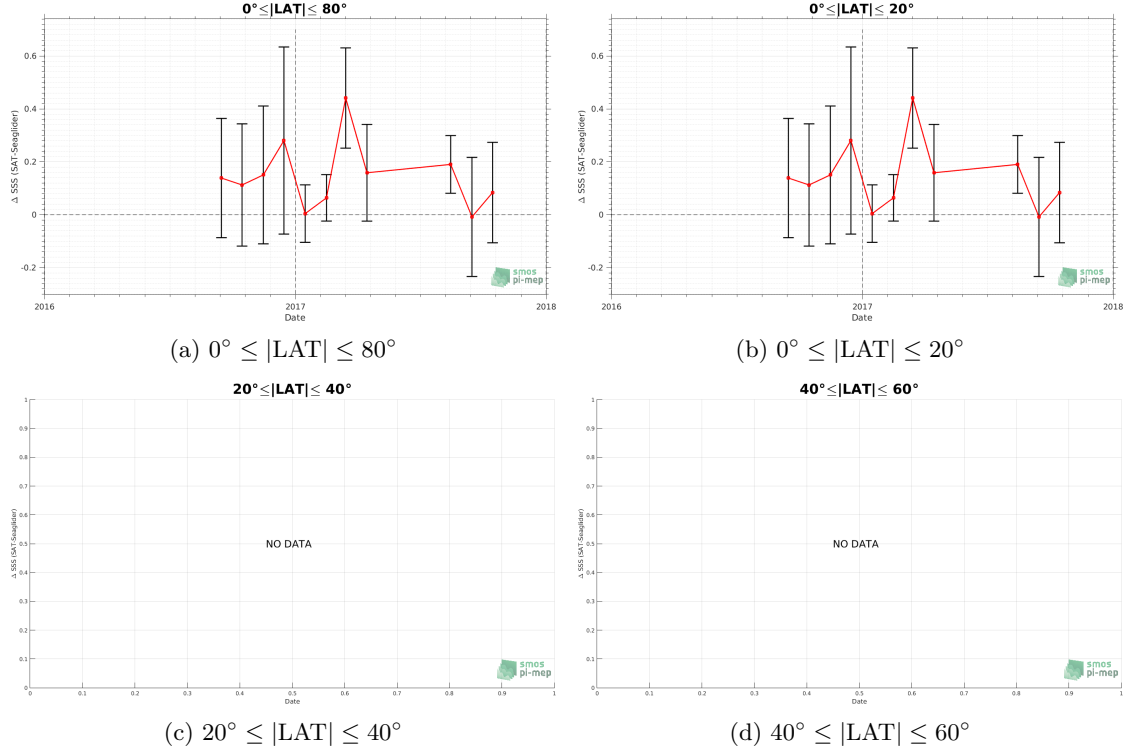 0°≤|LAT|≤ 80°
Δ SSS (SAT-Seaglider)
0.6
0.4
0.2
0
-0.2
2016
2017
2018
Date
smos
pi-mep
(a) 0° ≤ |LAT| ≤ 80°
0°≤|LAT|≤ 20°
Δ SSS (SAT-Seaglider)
0.6
0.4
0.2
0
-0.2
2016
2017
2018
Date
smos
pi-mep
(b) 0° ≤ |LAT| ≤ 20°
20°≤|LAT|≤ 40°
Δ SSS (SAT-Seaglider)
1
0.9
0.8
0.7
0.6
0.5
0.4
0.3
0.2
0.1
0
NO DATA
0 0.1 0.2 0.3 0.4 0.5 0.6 0.7 0.8 0.9 1
Date
smos
pi-mep
(c) 20° ≤ |LAT| ≤ 40°
40°≤|LAT|≤ 60°
Δ SSS (SAT-Seaglider)
1
0.9
0.8
0.7
0.6
0.5
0.4
0.3
0.2
0.1
0
NO DATA
0 0.1 0.2 0.3 0.4 0.5 0.6 0.7 0.8 0.9 1
Date
smos
pi-mep
(d) 40° ≤ |LAT| ≤ 60°